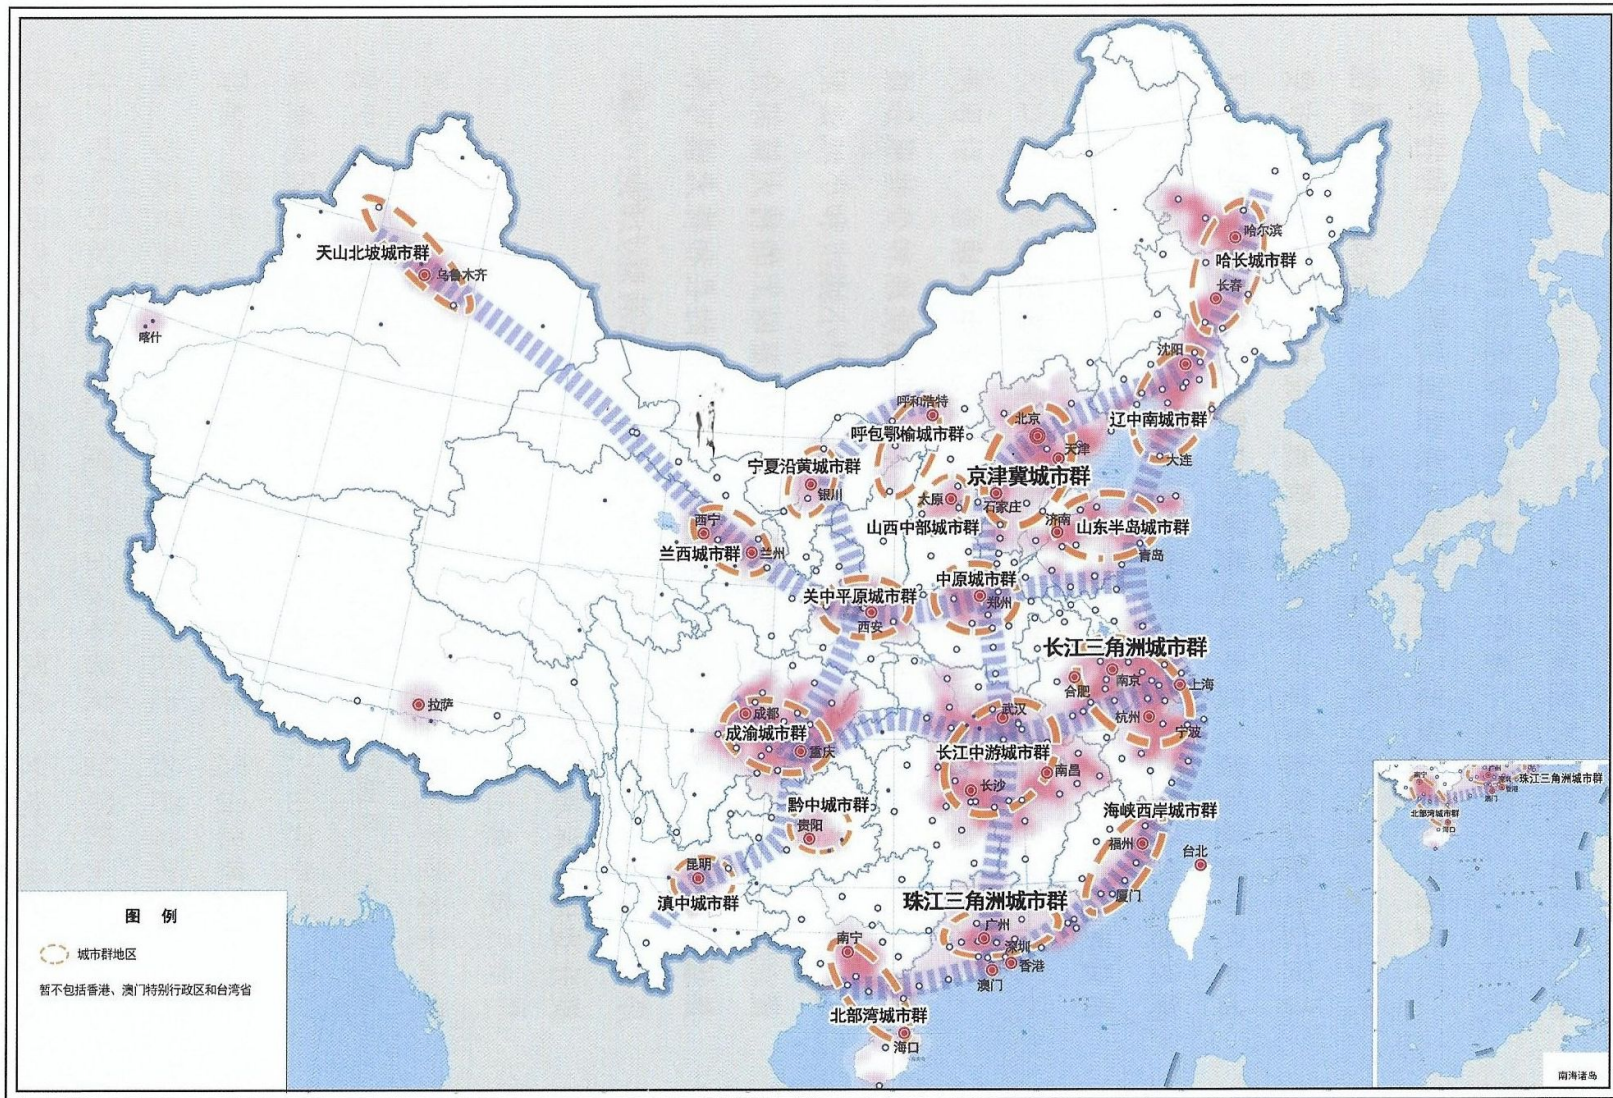 哈尔滨
天山北坡城市群
哈长城市群
乌鲁木齐
长春
喀什
沈阳
呼和浩特
北京
辽中南城市群
呼包鄂榆城市群
天津
大连
宁夏沿黄城市群
京津冀城市群
银川
太原
石家庄
西宁
山西中部城市群
济南
山东半岛城市群
兰西城市群
兰州
青岛
中原城市群
关中平原城市群
郑州
西安
长江三角洲城市群
合肥
南京
上海
拉萨
成都
武汉
杭州
宁波
成渝城市群
重庆
长江中游城市群
南昌
长沙
黔中城市群
海峡西岸城市群
贵阳
福州
台北
昆明
厦门
滇中城市群
珠江三角洲城市群
广州
南宁
深圳
香港
澳门
北部湾城市群
海口
图 例
城市群地区
暂不包括香港、澳门特别行政区和台湾省
南宁
广州
珠江三角洲城市群
香港
澳门
北部湾城市群
海口
南海诸岛